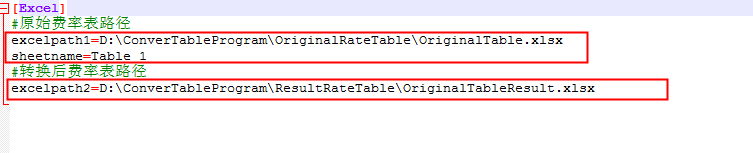 [Excel]
#原始费率表路径
excelpath1=D:\ConverTableProgram\OriginalRateTable\OriginalTable.xlsx
sheetname=Table 1
#转换后费率表路径
excelpath2=D:\ConverTableProgram\ResultRateTable\OriginalTableResult.xlsx